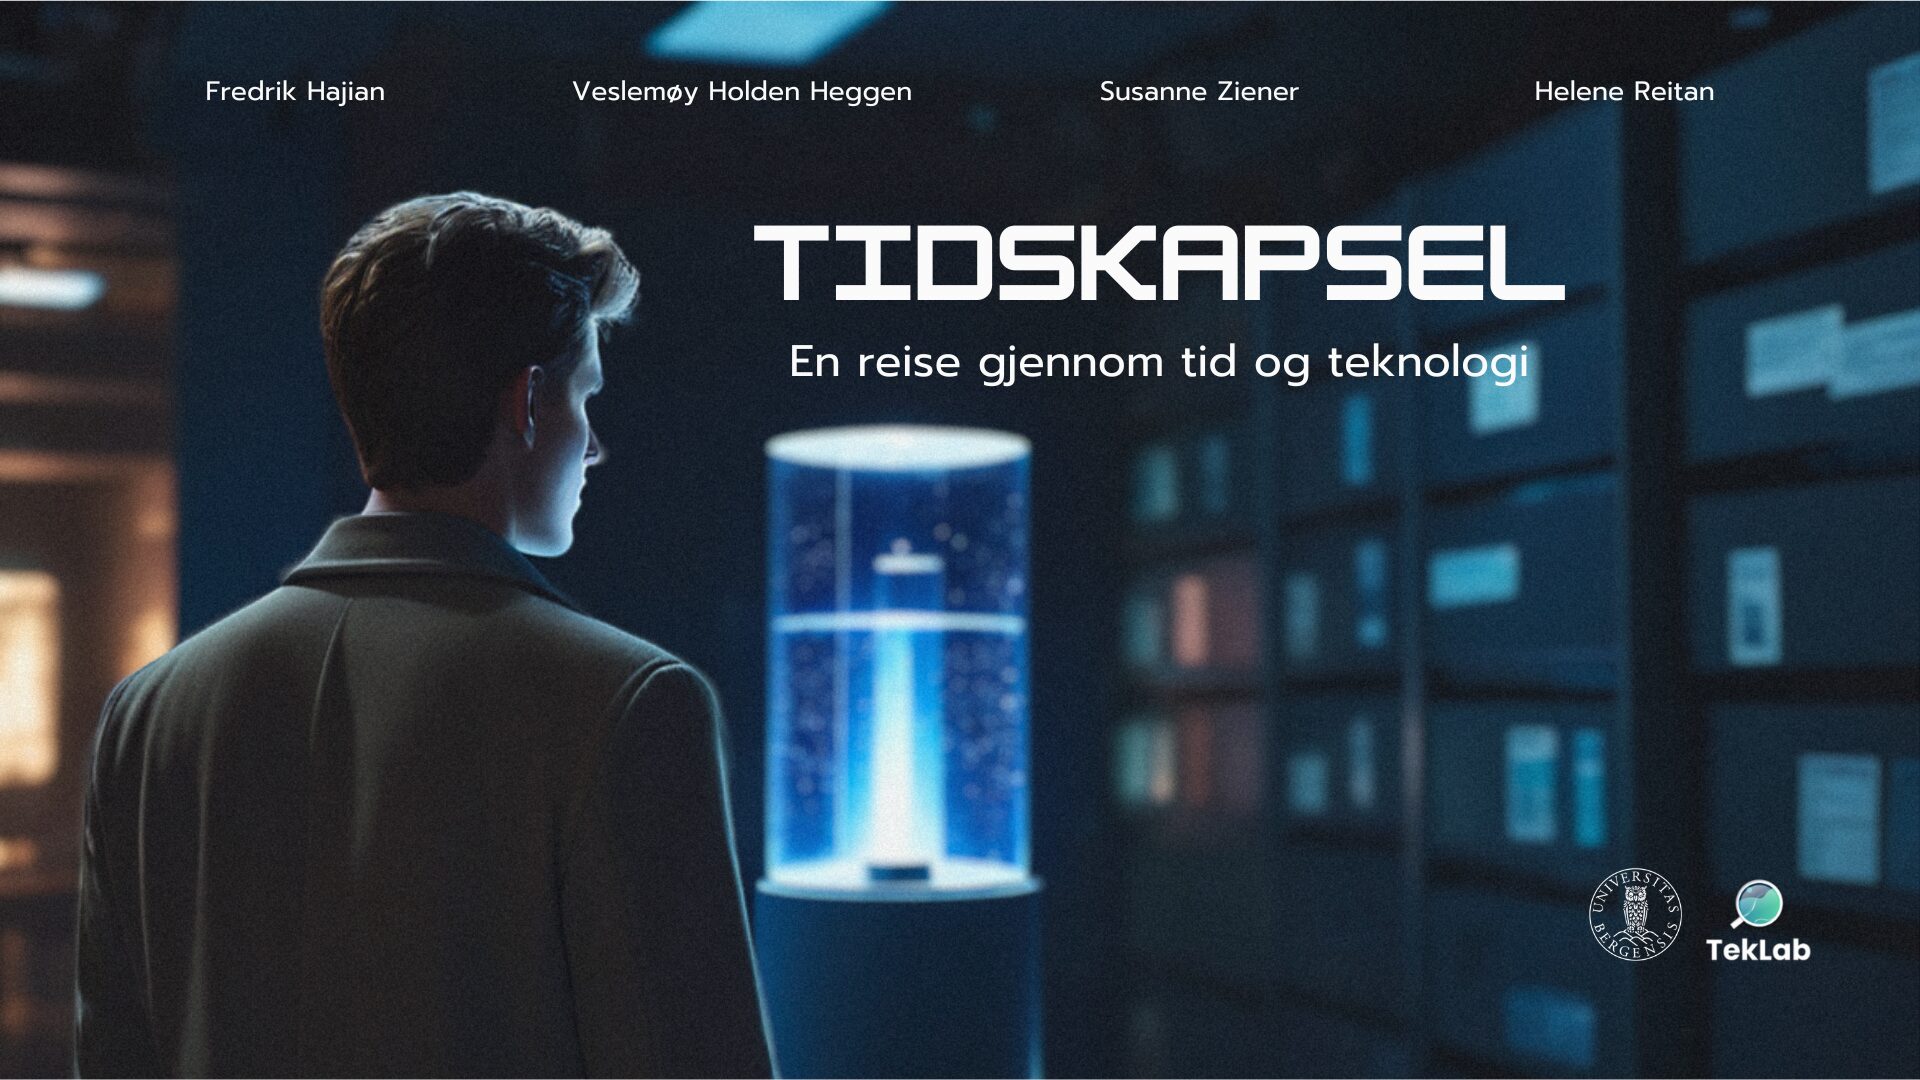 Fredrik Hajian
Veslemøy Holden Heggen
Susanne Ziener
Helene Reitan
TIDSKAPSEL
En reise gjennom tid og teknologi
UNIVERSITAS BERGENSIS
TekLab